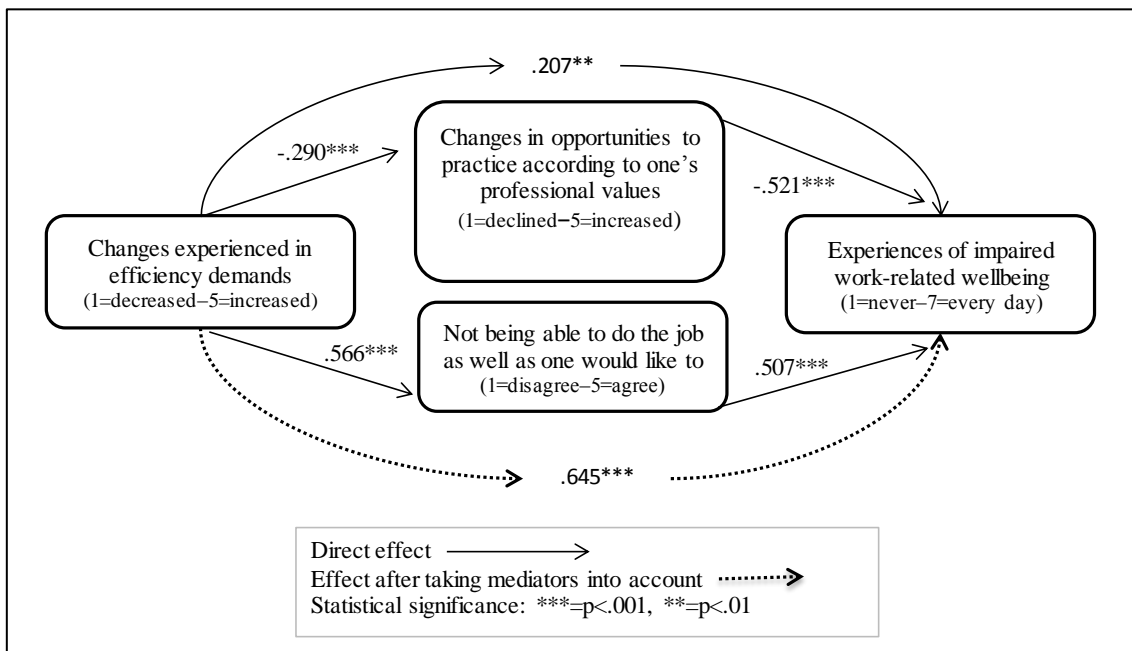 .207**
-.290***
Changes in opportunities to
practice according to one’s
professional values
(1=declined–5=increased)
-.521***
Changes experienced in
efficiency demands
(1=decreased–5=increased)
Experiences of impaired
work-related wellbeing
(1=never–7=every day)
.566***
Not being able to do the job
as well as one would like to
(1=disagree–5=agree)
.507***
.645***
Direct effect
Effect after taking mediators into account
Statistical significance: ***=p<.001, **=p<.01